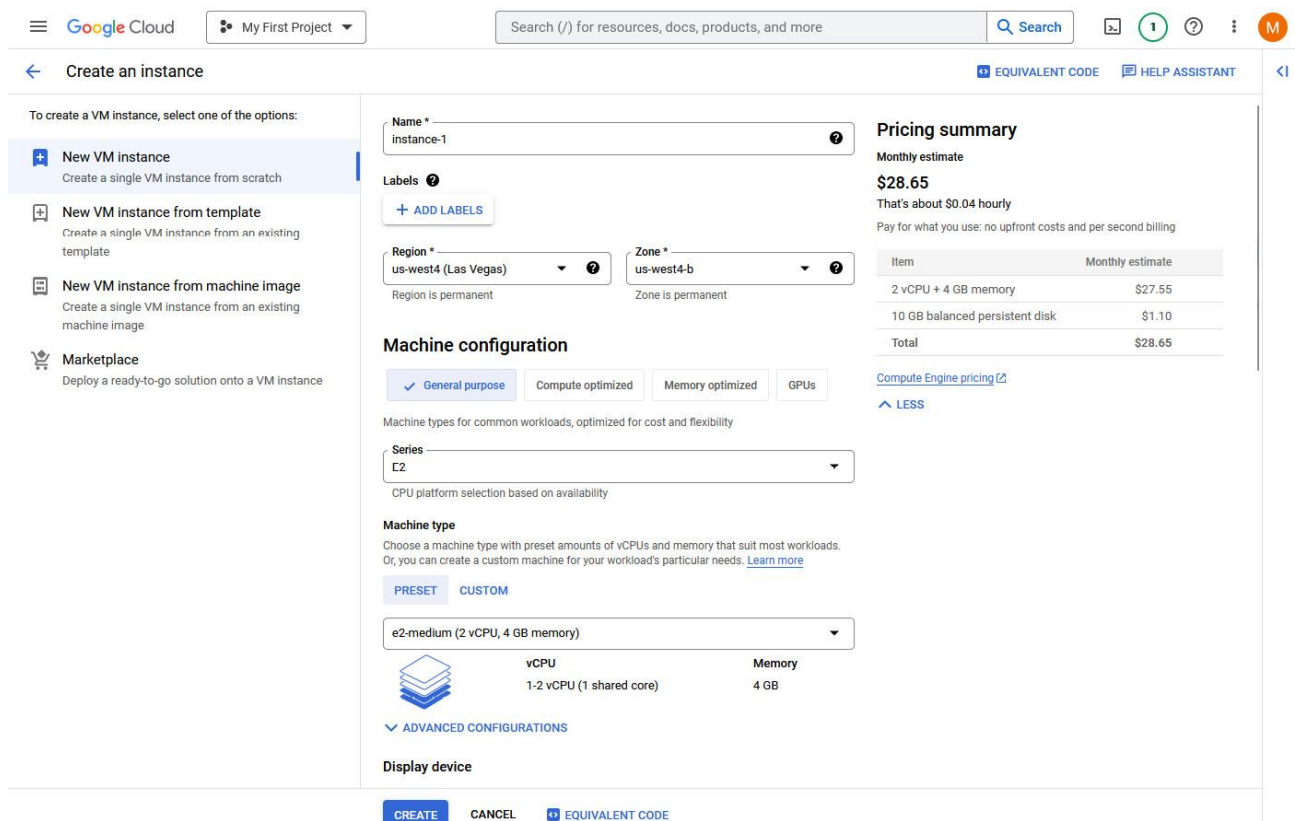 Google Cloud
My First Project
Search (/) for resources, docs, products, and more
Search
1
M
Create an instance
EQUIVALENT CODE
HELP ASSISTANT
To create a VM instance, select one of the options:
New VM instance
Create a single VM instance from scratch
New VM instance from template
Create a single VM instance from an existing
template
New VM instance from machine image
Create a single VM instance from an existing
machine image
Marketplace
Deploy a ready-to-go solution onto a VM instance
Name *
instance-1
Labels
+ ADD LABELS
Region *
us-west4 (Las Vegas)
Region is permanent
Zone *
us-west4-b
Zone is permanent
Machine configuration
General purpose
Compute optimized
Memory optimized
GPUs
Machine types for common workloads, optimized for cost and flexibility
Series
E2
CPU platform selection based on availability
Machine type
Choose a machine type with preset amounts of vCPUs and memory that suit most workloads.
Or, you can create a custom machine for your workload's particular needs. Learn more
PRESET CUSTOM
e2-medium (2 vCPU, 4 GB memory)
vCPU Memory
1-2 vCPU (1 shared core) 4 GB
ADVANCED CONFIGURATIONS
Display device
CREATE CANCEL EQUIVALENT CODE
Pricing summary
Monthly estimate
$28.65
That's about $0.04 hourly
Pay for what you use: no upfront costs and per second billing
Item Monthly estimate
2 vCPU + 4 GB memory $27.55
10 GB balanced persistent disk $1.10
Total $28.65
Compute Engine pricing
LESS